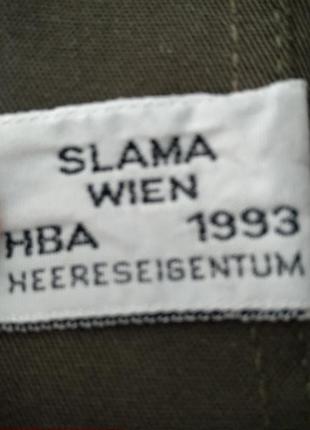 SLAMA
WIEN
HBA 1993
HEERESEIGENTUM